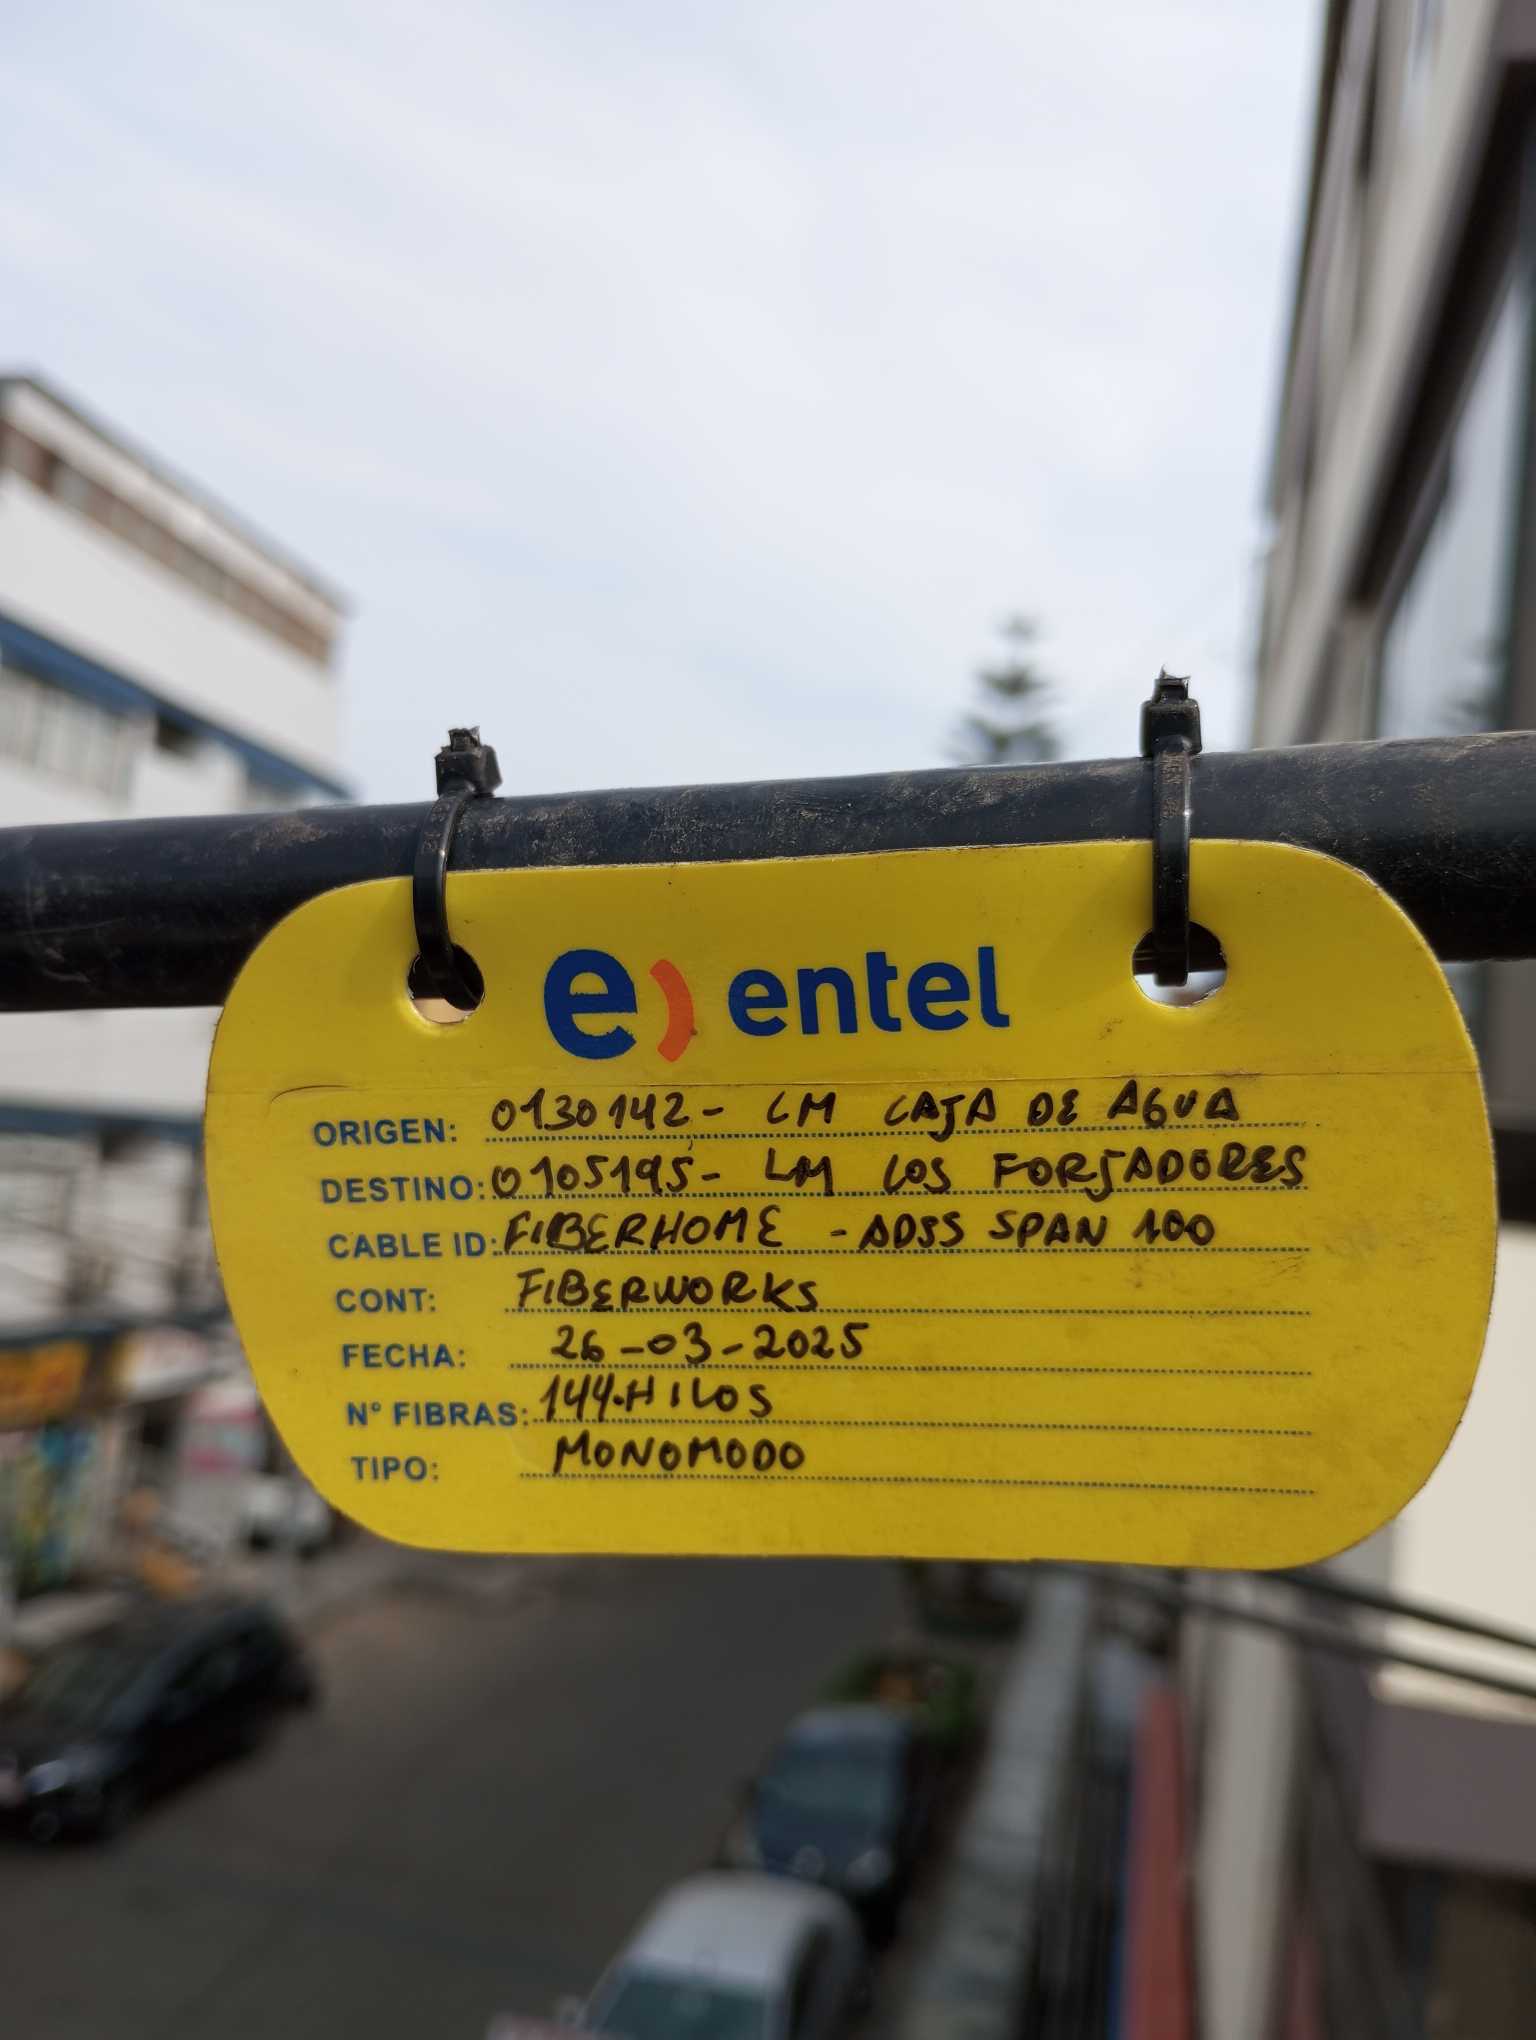 e) entel
ORIGEN: 0130142- LM CAJA DE AGUA
DESTINO: 0105195- LM LOS FORJADORES
CABLE ID: FIBERHOME - ADSS SPAN 100
CONT: FIBERWORKS
FECHA: 26-03-2025
N° FIBRAS: 144.HILOS
TIPO: MONOMODO